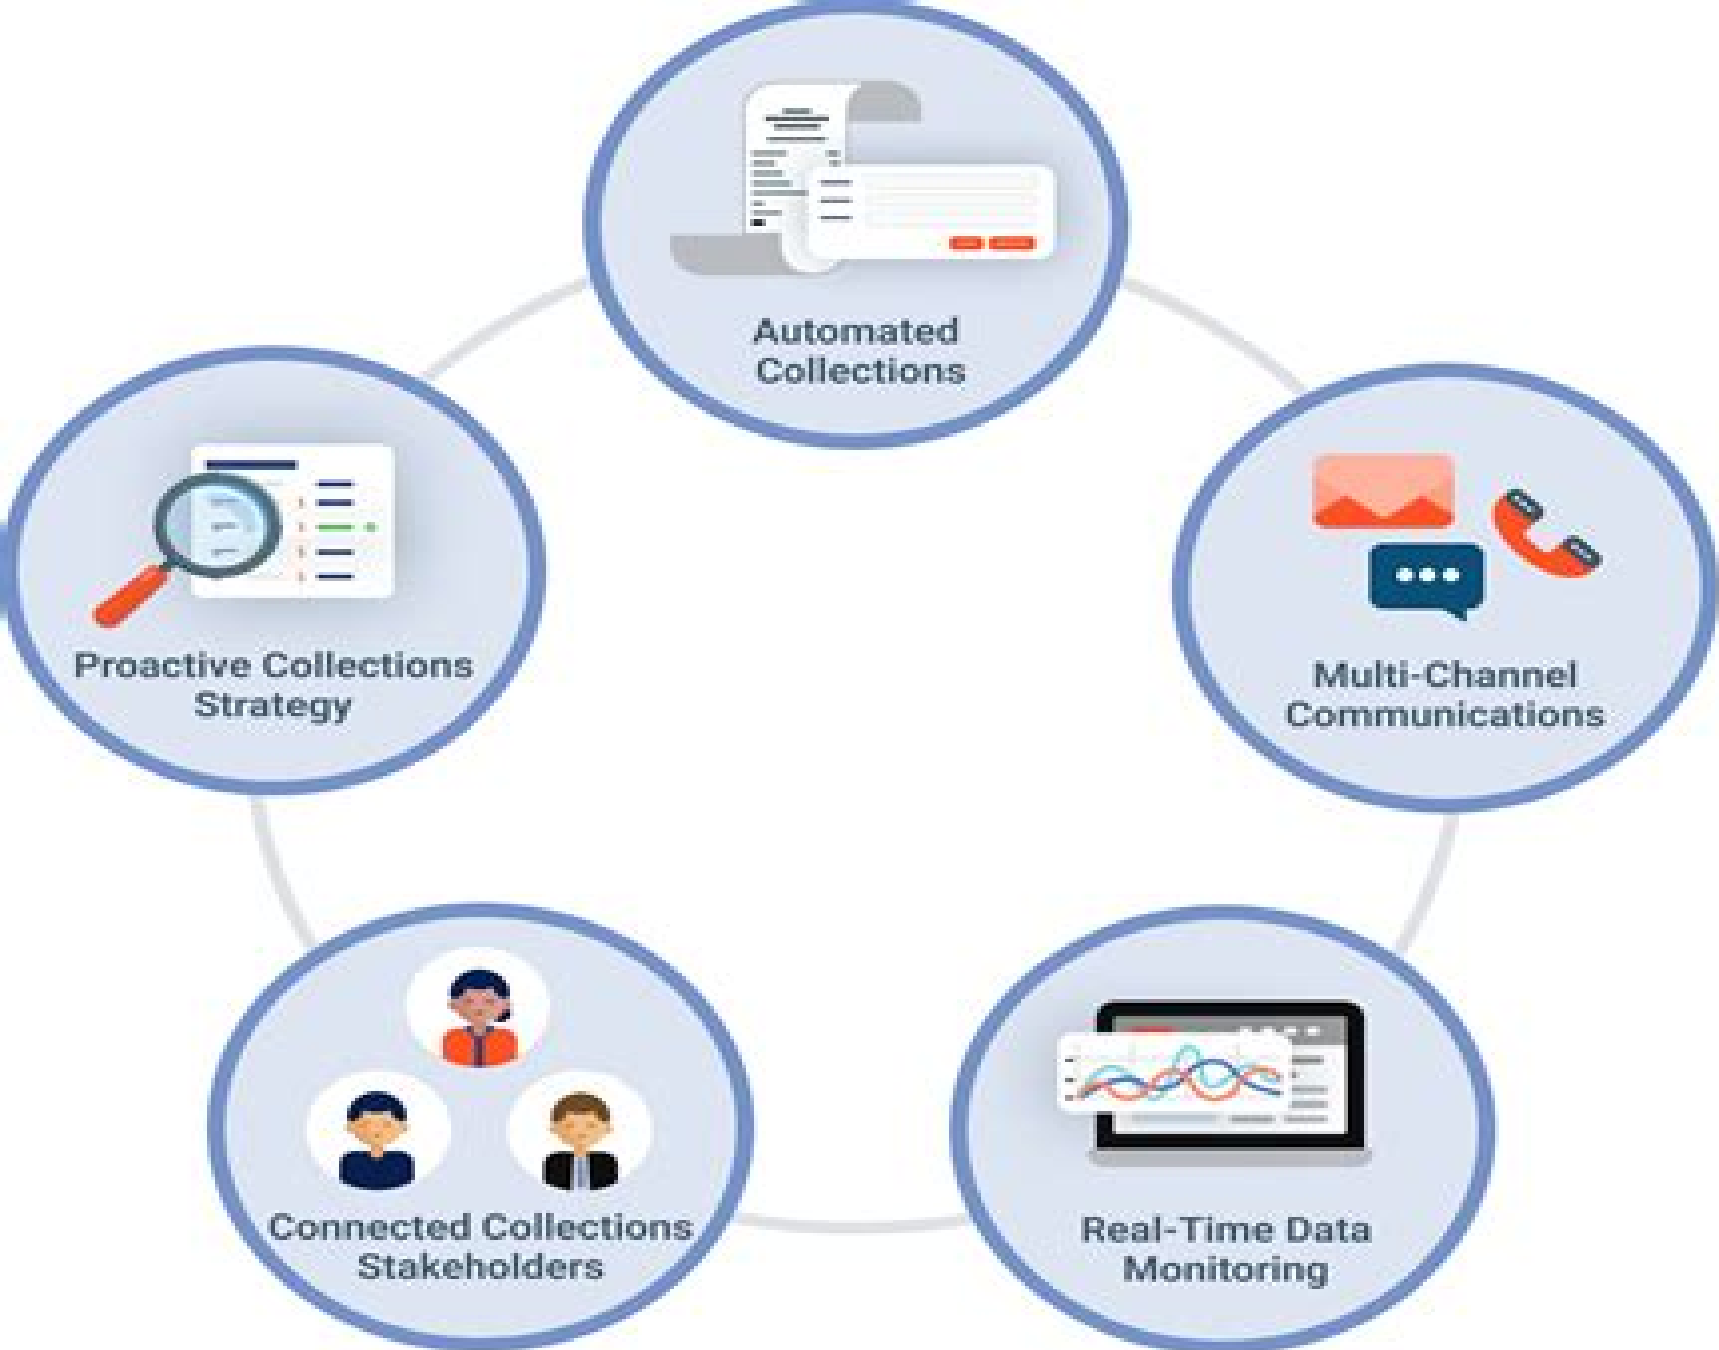 Automated
Collections
Multi-Channel
Communications
Real-Time Data
Monitoring
Connected Collections
Stakeholders
Proactive Collections
Strategy